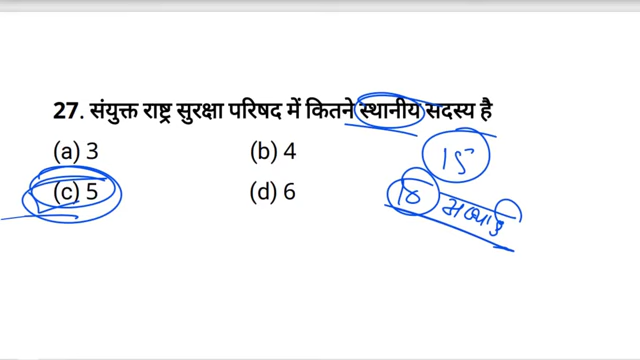 27. संयुक्त राष्ट्र सुरक्षा परिषद में कितने स्थानीय सदस्य है
(a) 3 (b) 4
15
(c) 5 (d) 6
10